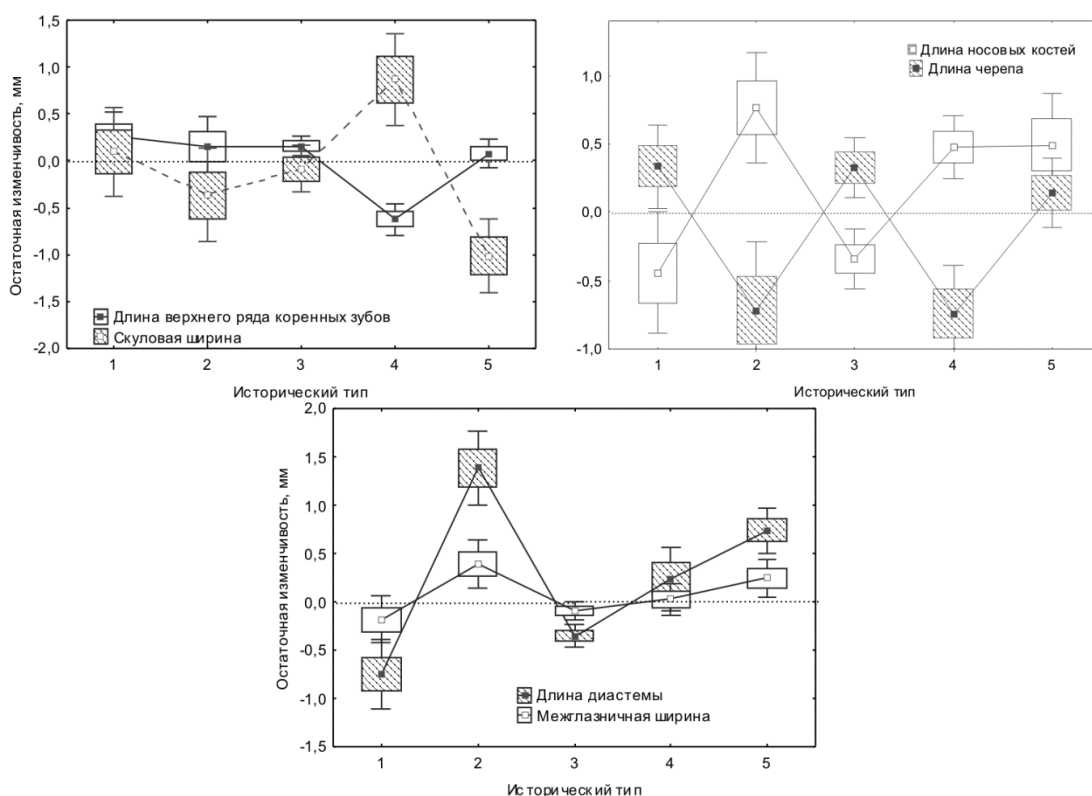 Остаточная изменчивость, мм
1,5
1,0
0,5
0,0
-0,5
-1,0
-1,5
-2,0
Длина верхнего ряда коренных зубов
Скуловая ширина
1 2 3 4 5
Исторический тип
1,0
0,5
0,0
-0,5
-1,0
Длина носовых костей
Длина черепа
1 2 3 4 5
Исторический тип
Остаточная изменчивость, мм
2,0
1,5
1,0
0,5
0,0
-0,5
-1,0
-1,5
Длина диастемы
Межглазничная ширина
1 2 3 4 5
Исторический тип